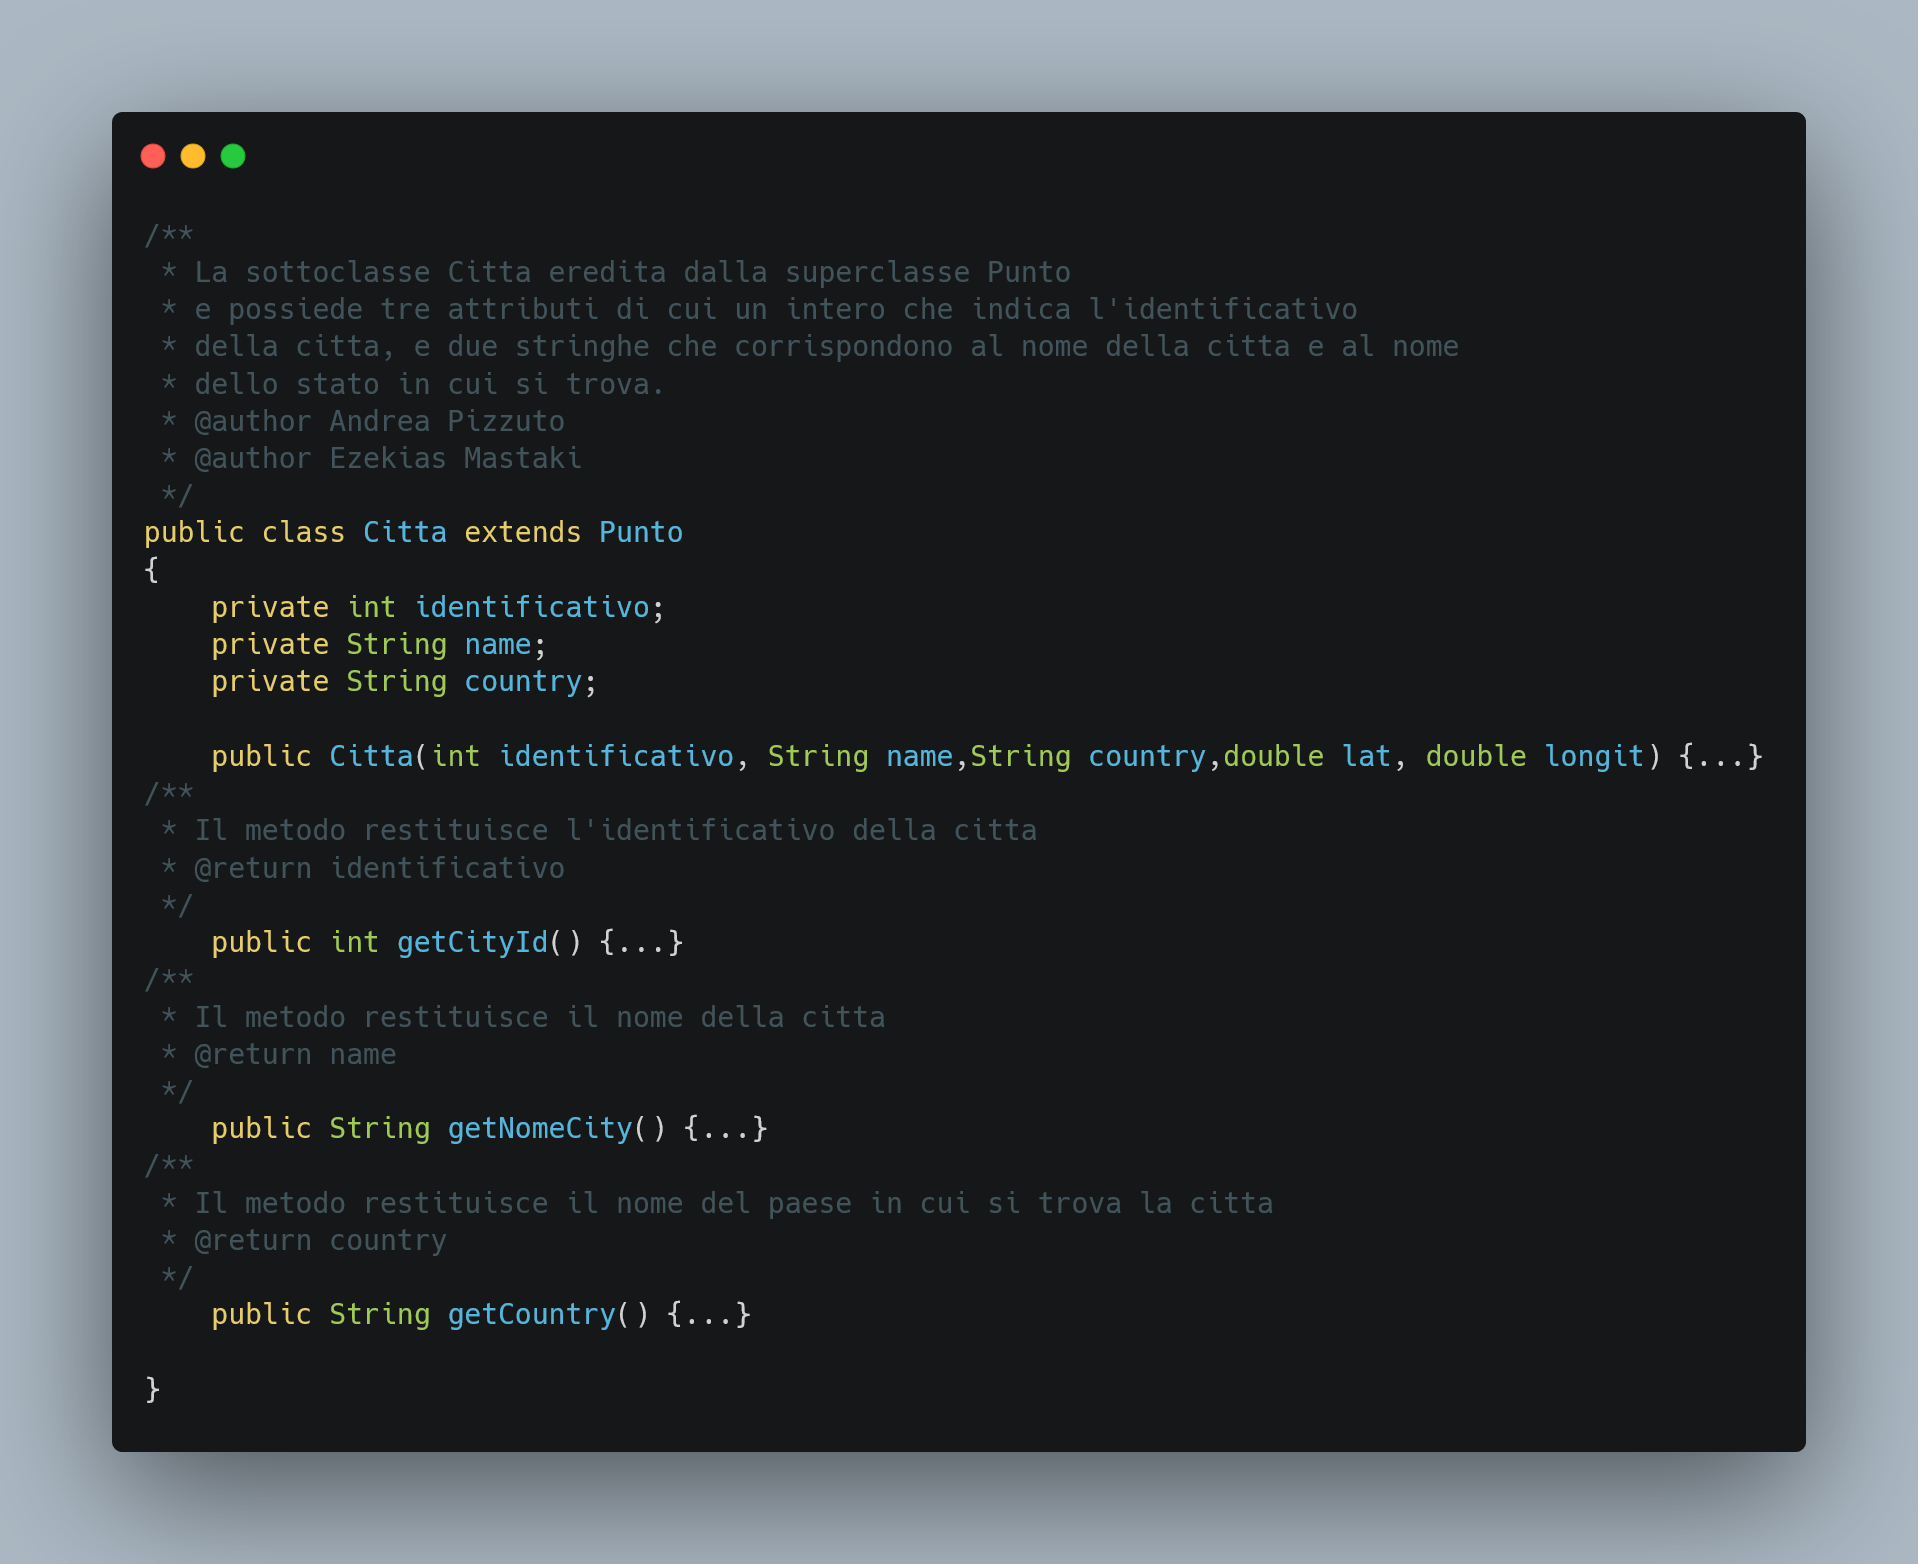 /**
 * La sottoclasse Citta eredita dalla superclasse Punto
 * e possiede tre attributi di cui un intero che indica l'identificativo
 * della citta, e due stringhe che corrispondono al nome della citta e al nome
 * dello stato in cui si trova.
 * @author Andrea Pizzuto
 * @author Ezekias Mastaki
 */
public class Citta extends Punto
{
    private int identificativo;
    private String name;
    private String country;

    public Citta(int identificativo, String name,String country,double lat, double longit) {...}
/**
 * Il metodo restituisce l'identificativo della citta
 * @return identificativo
 */
    public int getCityId() {...}
/**
 * Il metodo restituisce il nome della citta
 * @return name
 */
    public String getNomeCity() {...}
/**
 * Il metodo restituisce il nome del paese in cui si trova la citta
 * @return country
 */
    public String getCountry() {...}

}